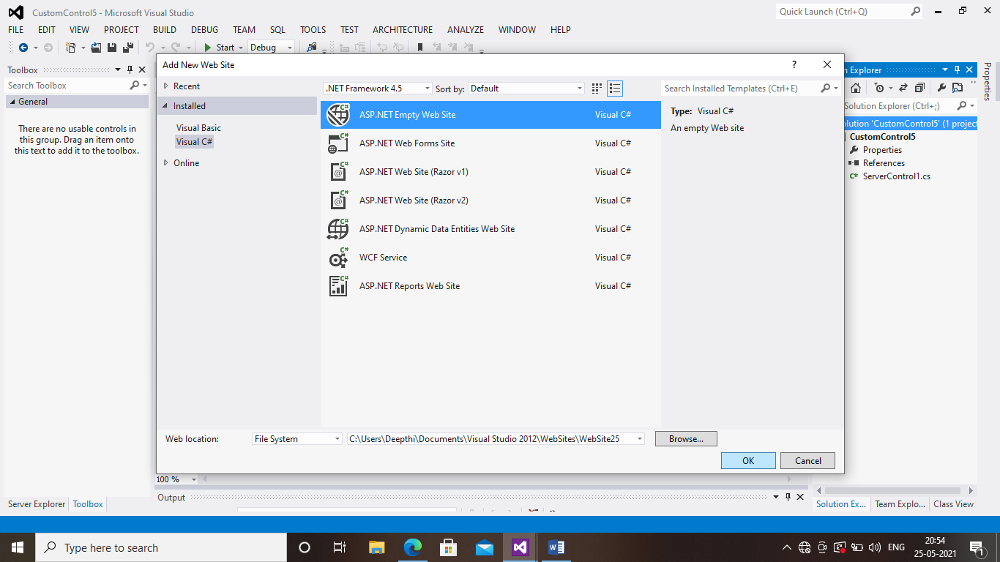 CustomControl5 - Microsoft Visual Studio
Quick Launch (Ctrl+Q)
FILE EDIT VIEW PROJECT BUILD DEBUG TEAM SQL TOOLS TEST ARCHITECTURE ANALYZE WINDOW HELP
Start Debug
Toolbox
Search Toolbox
General
There are no usable controls in
this group. Drag an item onto
this text to add it to the toolbox.
Add New Web Site
?
Recent
Installed
Visual Basic
Visual C#
Online
.NET Framework 4.5 Sort by: Default
Search Installed Templates (Ctrl+E)
ASP.NET Empty Web Site Visual C#
ASP.NET Web Forms Site Visual C#
ASP.NET Web Site (Razor v1) Visual C#
ASP.NET Web Site (Razor v2) Visual C#
ASP.NET Dynamic Data Entities Web Site Visual C#
WCF Service Visual C#
ASP.NET Reports Web Site Visual C#
Type: Visual C#
An empty Web site
Web location: File System C:\Users\Deepthi\Documents\Visual Studio 2012\WebSites\WebSite25 Browse...
OK Cancel
n Explorer
Solution Explorer (Ctrl+;)
olution 'CustomControl5' (1 project
CustomControl5
Properties
References
C# ServerControl1.cs
Properties
100 %
Output
Server Explorer Toolbox
Solution Ex... Team Explo... Class View
Type here to search
ENG
20:54
25-05-2021
1